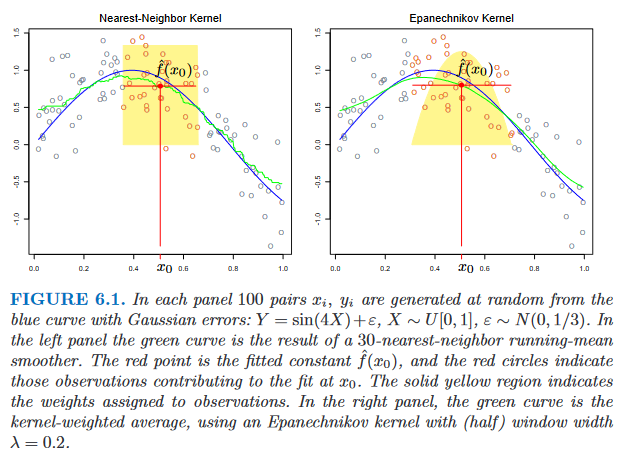 Nearest-Neighbor Kernel
Epanechnikov Kernel
1.5
1.0
0.5
0.0
-0.5
-1.0
f̂(x₀)
0.0 0.2 0.4 x₀ 0.6 0.8 1.0
1.5
1.0
0.5
0.0
-0.5
-1.0
f̂(x₀)
0.0 0.2 0.4 x₀ 0.6 0.8 1.0
FIGURE 6.1. In each panel 100 pairs xᵢ, yᵢ are generated at random from the
blue curve with Gaussian errors: Y = sin(4X)+ε, X ∼ U[0, 1], ε ∼ N(0, 1/3). In
the left panel the green curve is the result of a 30-nearest-neighbor running-mean
smoother. The red point is the fitted constant f̂(x₀), and the red circles indicate
those observations contributing to the fit at x₀. The solid yellow region indicates
the weights assigned to observations. In the right panel, the green curve is the
kernel-weighted average, using an Epanechnikov kernel with (half) window width
λ = 0.2.